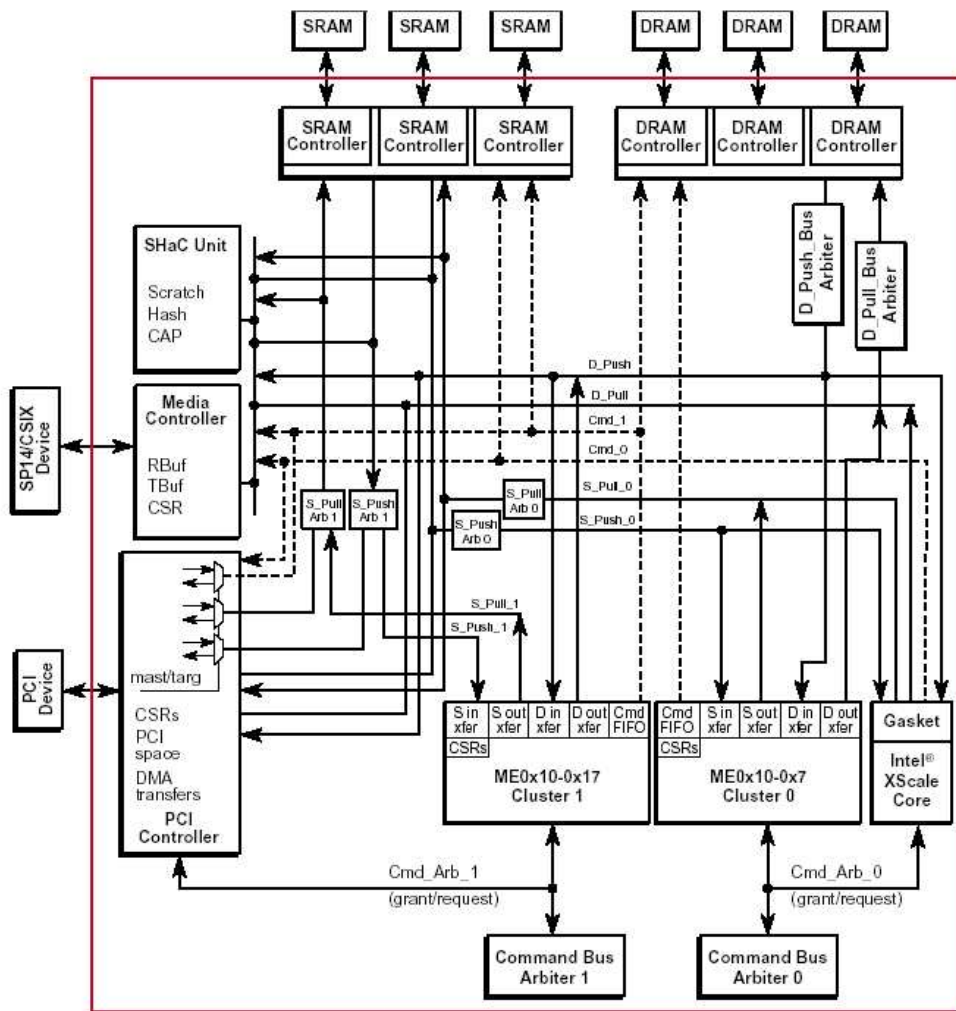 SRAM
SRAM
SRAM
DRAM
DRAM
DRAM
SRAM
Controller
SRAM
Controller
SRAM
Controller
DRAM
Controller
DRAM
Controller
DRAM
Controller
D_Push_Bus
Arbiter
D_Pull_Bus
Arbiter
SHaC Unit
Scratch
Hash
CAP
D_Push
D_Pull
Cmd_1
Cmd_0
SP14/CSIX
Device
Media
Controller
RBuf
TBuf
CSR
S_Pull
Arb 1
S_Push
Arb 1
S_Pull
Arb 0
S_Push
Arb 0
S_Pull_0
S_Push_0
S_Pull_1
S_Push_1
PCI
Device
mast/targ
CSRs
PCI
space
DMA
transfers
PCI
Controller
S in
xfer
S out
xfer
D in
xfer
D out
xfer
Cmd
FIFO
CSRs
ME0x10-0x17
Cluster 1
Cmd
FIFO
S in
xfer
S out
xfer
D in
xfer
D out
xfer
CSRs
ME0x10-0x7
Cluster 0
Gasket
Intel®
XScale
Core
Cmd_Arb_1
(grant/request)
Cmd_Arb_0
(grant/request)
Command Bus
Arbiter 1
Command Bus
Arbiter 0